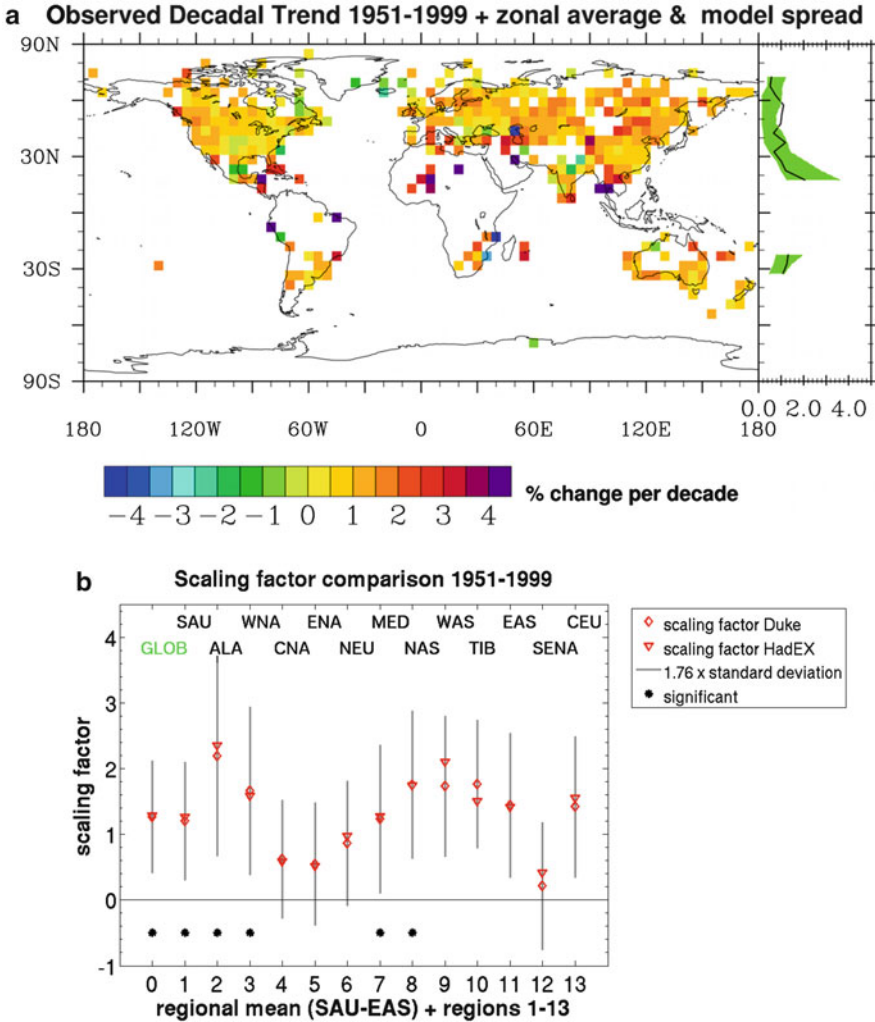 a Observed Decadal Trend 1951-1999 + zonal average & model spread
90N
30N
30S
90S
0.0 2.0 4.0
180 120W 60W 0 60E 120E 180
−4 −3 −2 −1 0 1 2 3 4
% change per decade
b Scaling factor comparison 1951-1999
SAU WNA ENA MED WAS EAS CEU
GLOB ALA CNA NEU NAS TIB SENA
4
3
2
1
0
-1
scaling factor
0 1 2 3 4 5 6 7 8 9 10 11 12 13
regional mean (SAU-EAS) + regions 1-13
scaling factor Duke
scaling factor HadEX
1.76 x standard deviation
significant